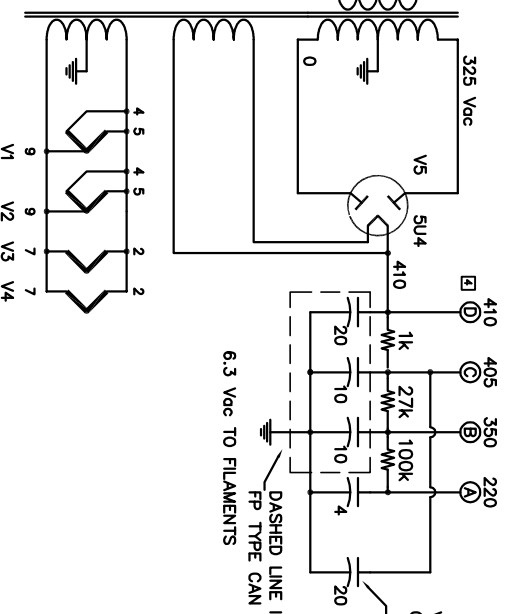 325 Vac
0
V5
5U4
410
4
410
D
405
C
350
B
220
A
1k
27k
100k
20
10
10
4
20
4
5
4
5
2
2
9
9
7
7
V1
V2
V3
V4
6.3 Vac TO FILAMENTS
DASHED LINE
FP TYPE CAN